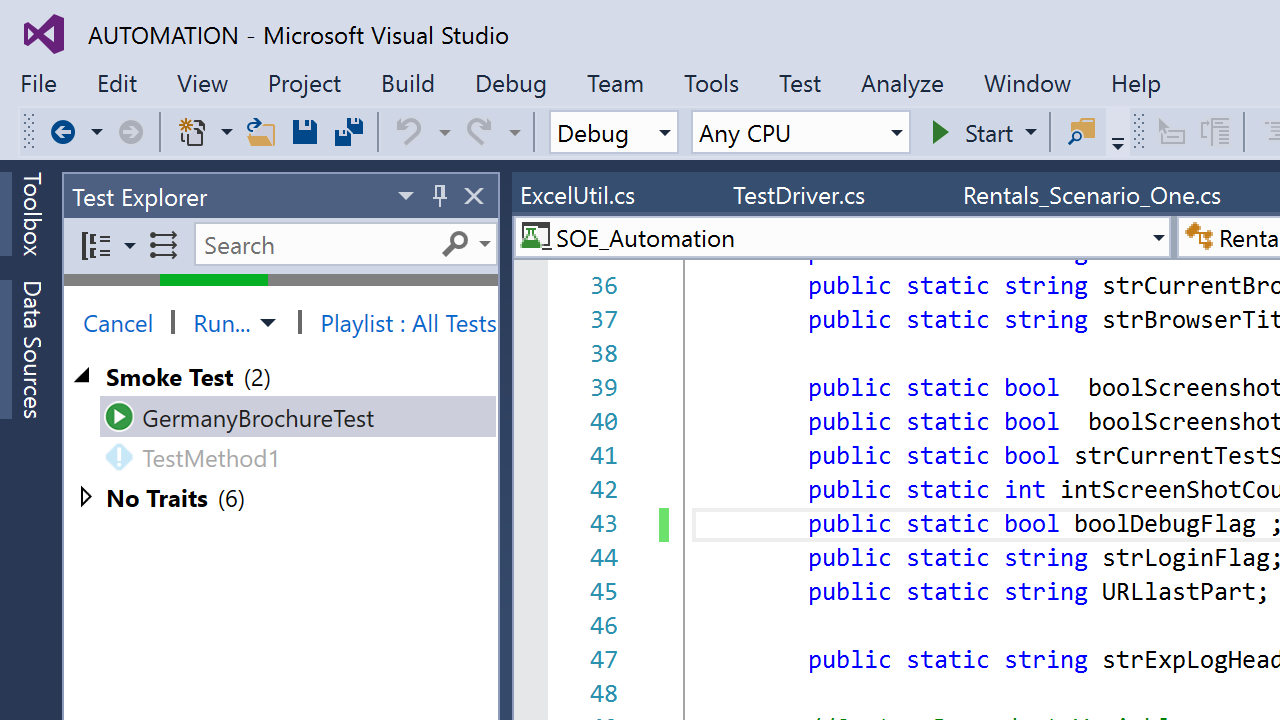 AUTOMATION - Microsoft Visual Studio
File Edit View Project Build Debug Team Tools Test Analyze Window Help
Debug Any CPU Start
Toolbox
Data Sources
Test Explorer
Search
Cancel | Run... | Playlist : All Tests
Smoke Test (2)
GermanyBrochureTest
TestMethod1
No Traits (6)
ExcelUtil.cs TestDriver.cs Rentals_Scenario_One.cs
SOE_Automation Renta
36 public static string strCurrentBro
37 public static string strBrowserTit
38
39 public static bool boolScreenshot
40 public static bool boolScreenshot
41 public static bool strCurrentTestS
42 public static int intScreenShotCou
43 public static bool boolDebugFlag ;
44 public static string strLoginFlag;
45 public static string URLlastPart;
46
47 public static string strExpLogHead
48